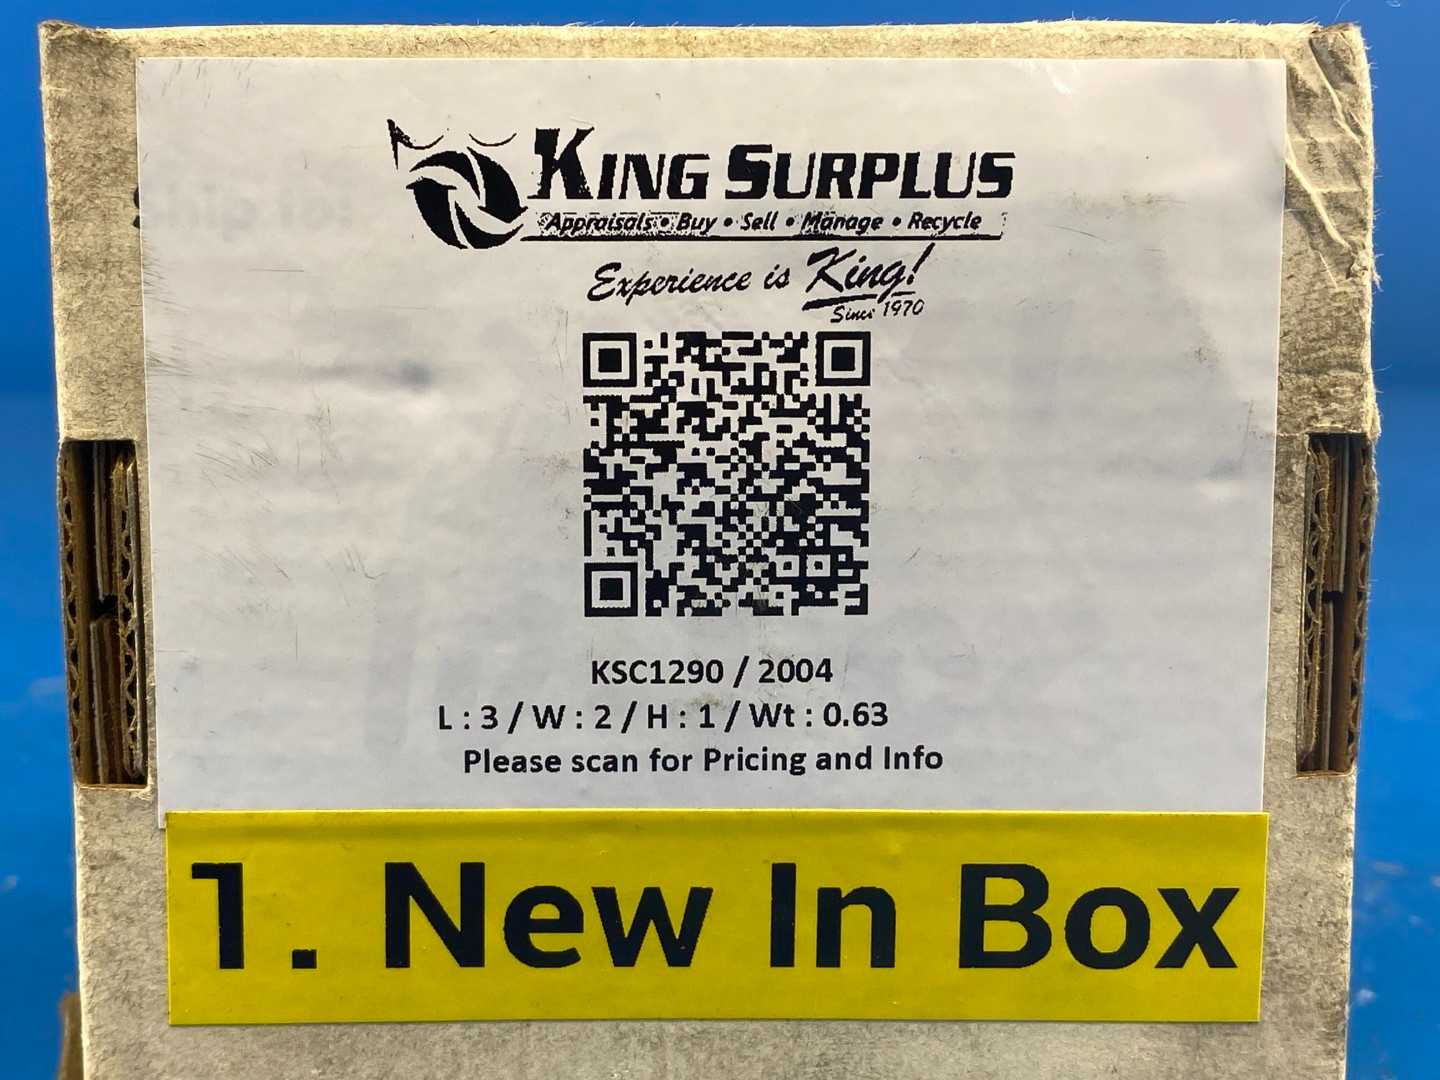 KING SURPLUS
Appraisals • Buy • Sell • Manage • Recycle
Experience is King!
Since 1970
KSC1290 / 2004
L : 3 / W : 2 / H : 1 / Wt : 0.63
Please scan for Pricing and Info
1. New In Box